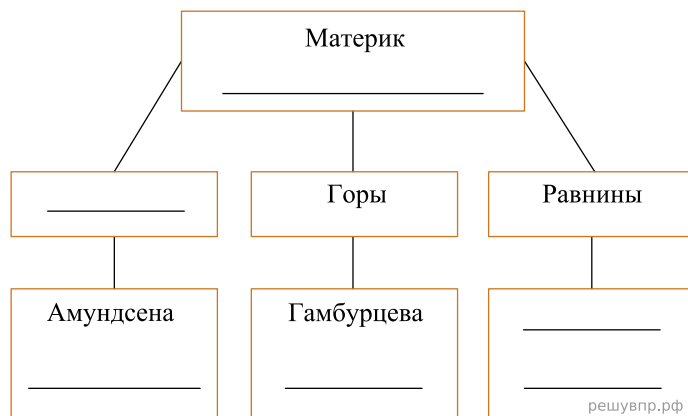 Материк
Горы
Равнины
Амундсена
Гамбурцева
решувпр.рф